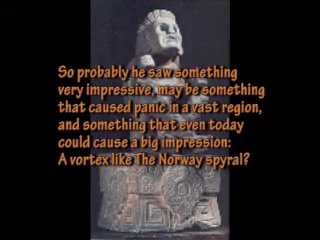 So probably he saw something
very impressive, may be something
that caused panic in a vast region,
and something that even today
could cause a big impression:
A vortex like The Norway spyral?